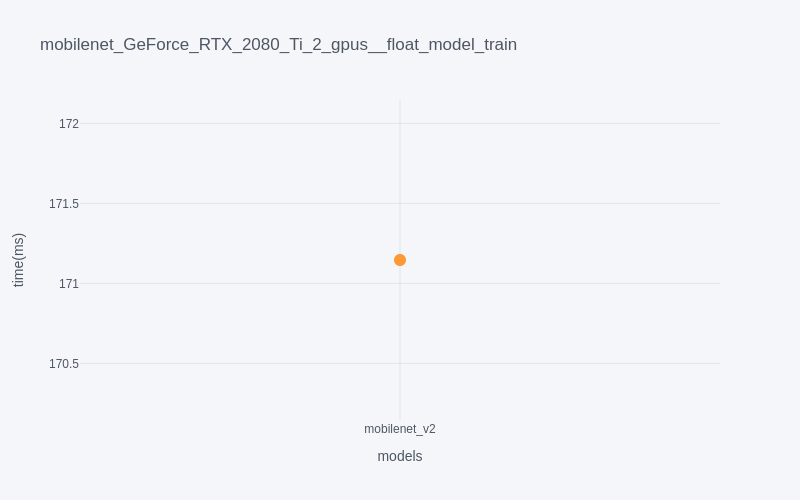 mobilenet_GeForce_RTX_2080_Ti_2_gpus__float_model_train
172
171.5
171
170.5
time(ms)
mobilenet_v2
models